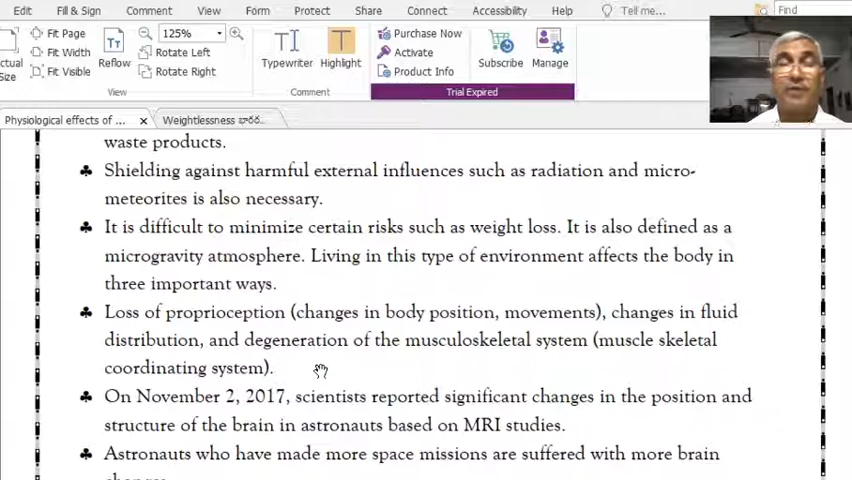 Edit Fill & Sign Comment View Form Protect Share Connect Accessibility Help Tell me... Find
Fit Page 125% Purchase Now
ctual Fit Width Reflow Rotate Left Typewriter Highlight Activate Subscribe Manage
Size Fit Visible Rotate Right Product Info
View Comment Trial Expired
Physiological effects of ... x Weightlessness
waste products.
♣ Shielding against harmful external influences such as radiation and micro-
meteorites is also necessary.
♣ It is difficult to minimize certain risks such as weight loss. It is also defined as a
microgravity atmosphere. Living in this type of environment affects the body in
three important ways.
♣ Loss of proprioception (changes in body position, movements), changes in fluid
distribution, and degeneration of the musculoskeletal system (muscle skeletal
coordinating system).
♣ On November 2, 2017, scientists reported significant changes in the position and
structure of the brain in astronauts based on MRI studies.
♣ Astronauts who have made more space missions are suffered with more brain